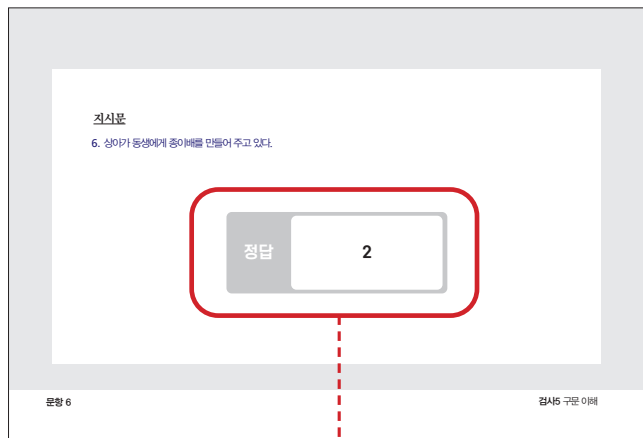 지시문
6. 상아가 동생에게 종이배를 만들어 주고 있다.
정답 2
문항 6 검사5 구문 이해